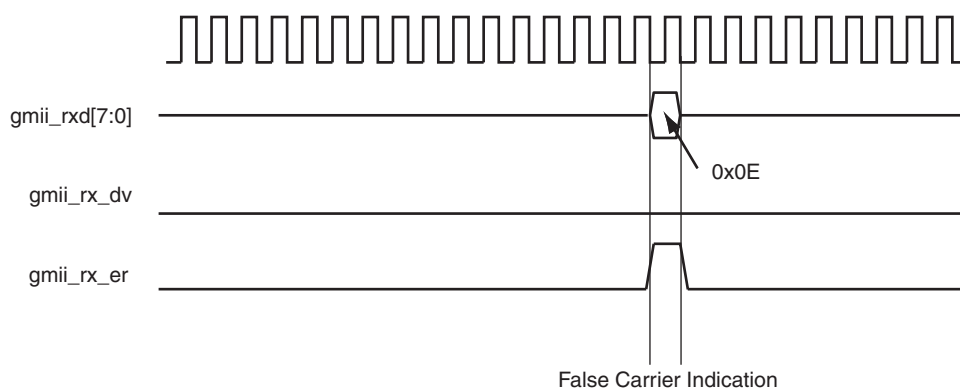 gmii_rxd[7:0]
0x0E
gmii_rx_dv
gmii_rx_er
False Carrier Indication